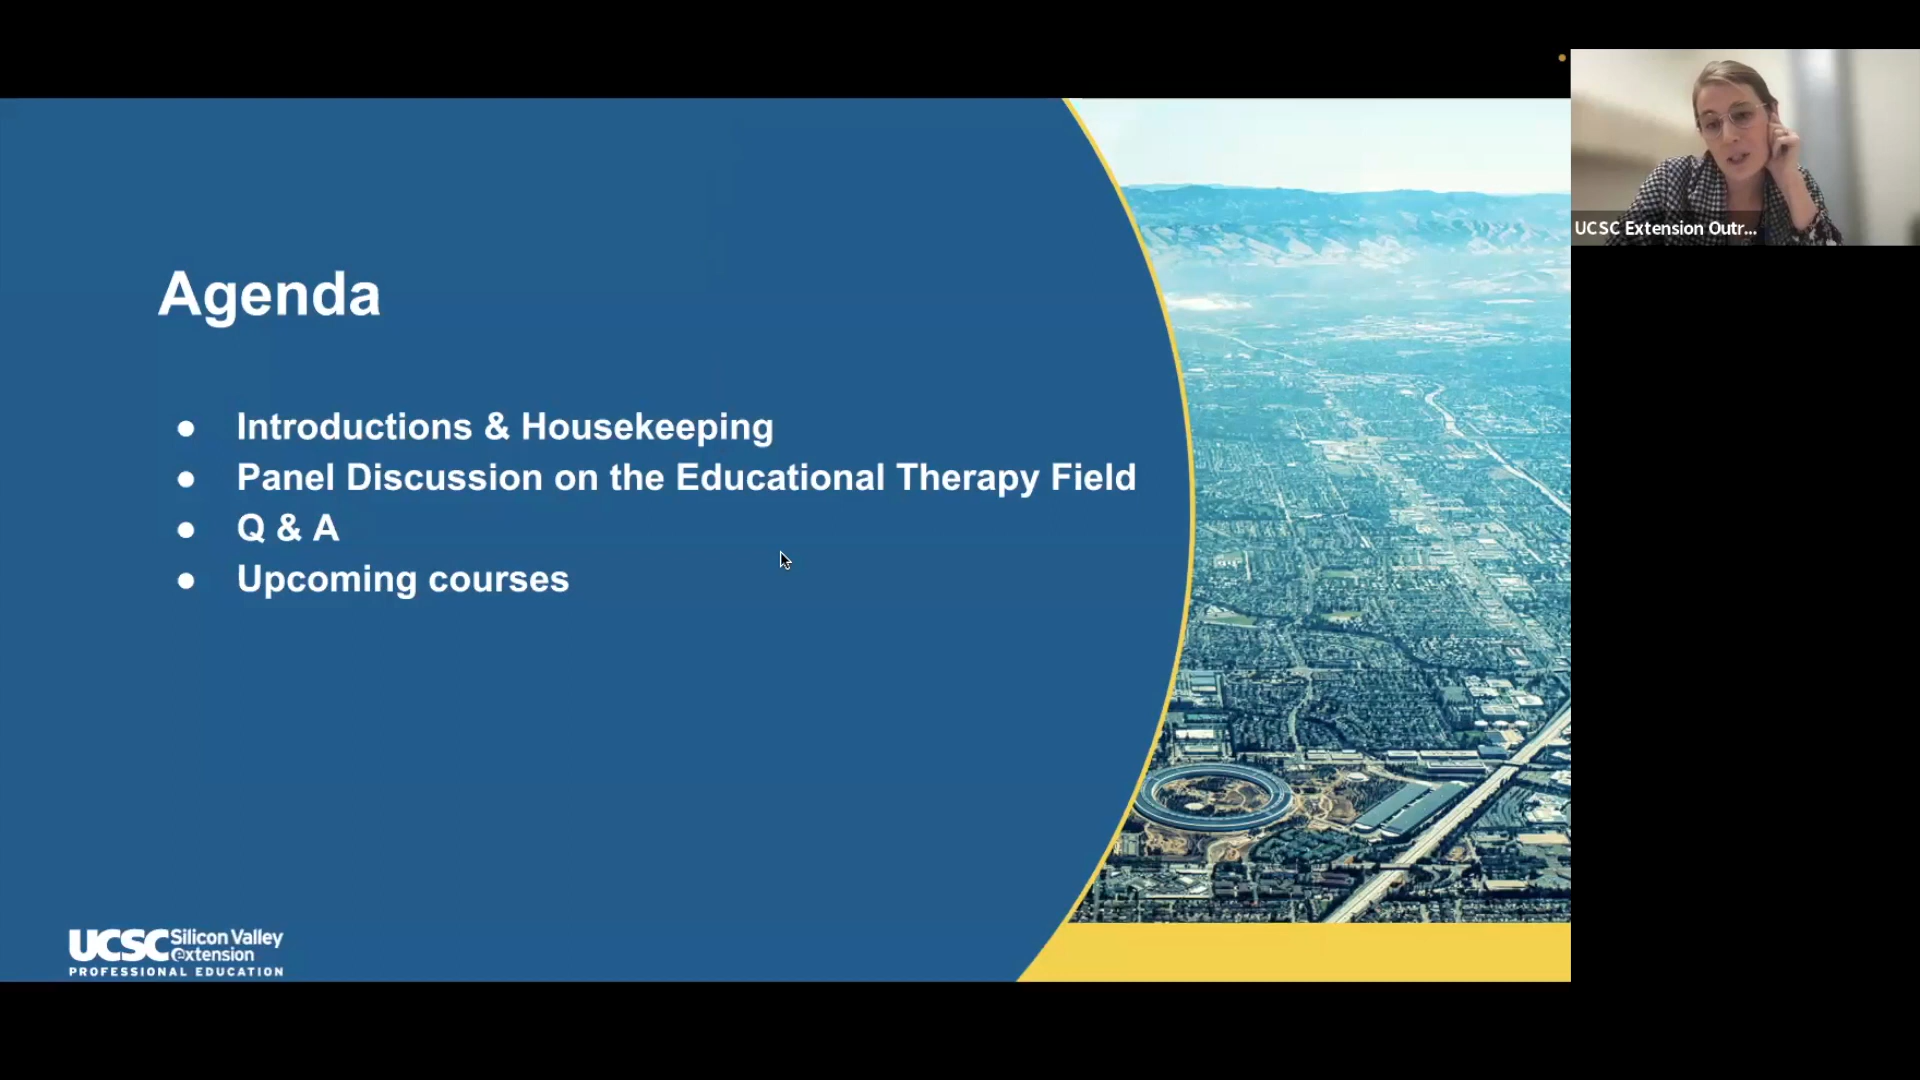 Agenda
● Introductions & Housekeeping
● Panel Discussion on the Educational Therapy Field
● Q & A
● Upcoming courses
UCSC Silicon Valley
extension
PROFESSIONAL EDUCATION
UCSC Extension Outr...